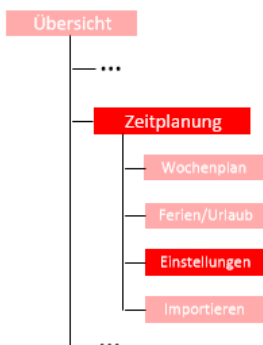 Übersicht
...
Zeitplanung
Wochenplan
Ferien/Urlaub
Einstellungen
Importieren
...